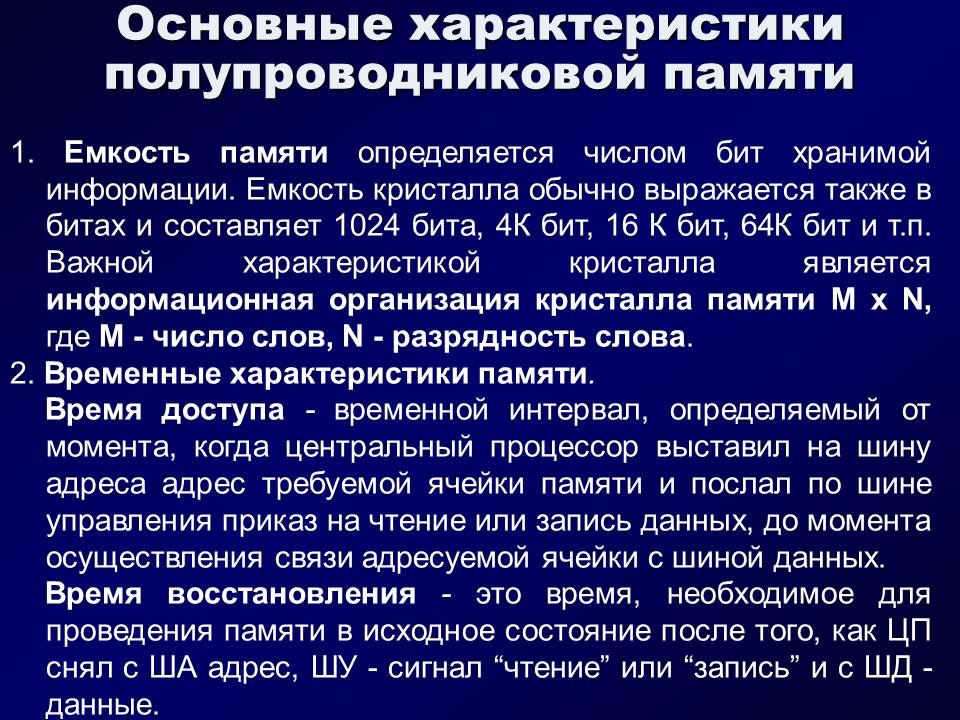 Основные характеристики
полупроводниковой памяти
1. Емкость памяти определяется числом бит хранимой
информации. Емкость кристалла обычно выражается также в
битах и составляет 1024 бита, 4К бит, 16 К бит, 64К бит и т.п.
Важной характеристикой кристалла является
информационная организация кристалла памяти M x N,
где M - число слов, N - разрядность слова.
2. Временные характеристики памяти.
Время доступа - временной интервал, определяемый от
момента, когда центральный процессор выставил на шину
адреса адрес требуемой ячейки памяти и послал по шине
управления приказ на чтение или запись данных, до момента
осуществления связи адресуемой ячейки с шиной данных.
Время восстановления - это время, необходимое для
проведения памяти в исходное состояние после того, как ЦП
снял с ША адрес, ШУ - сигнал “чтение” или “запись” и с ШД -
данные.